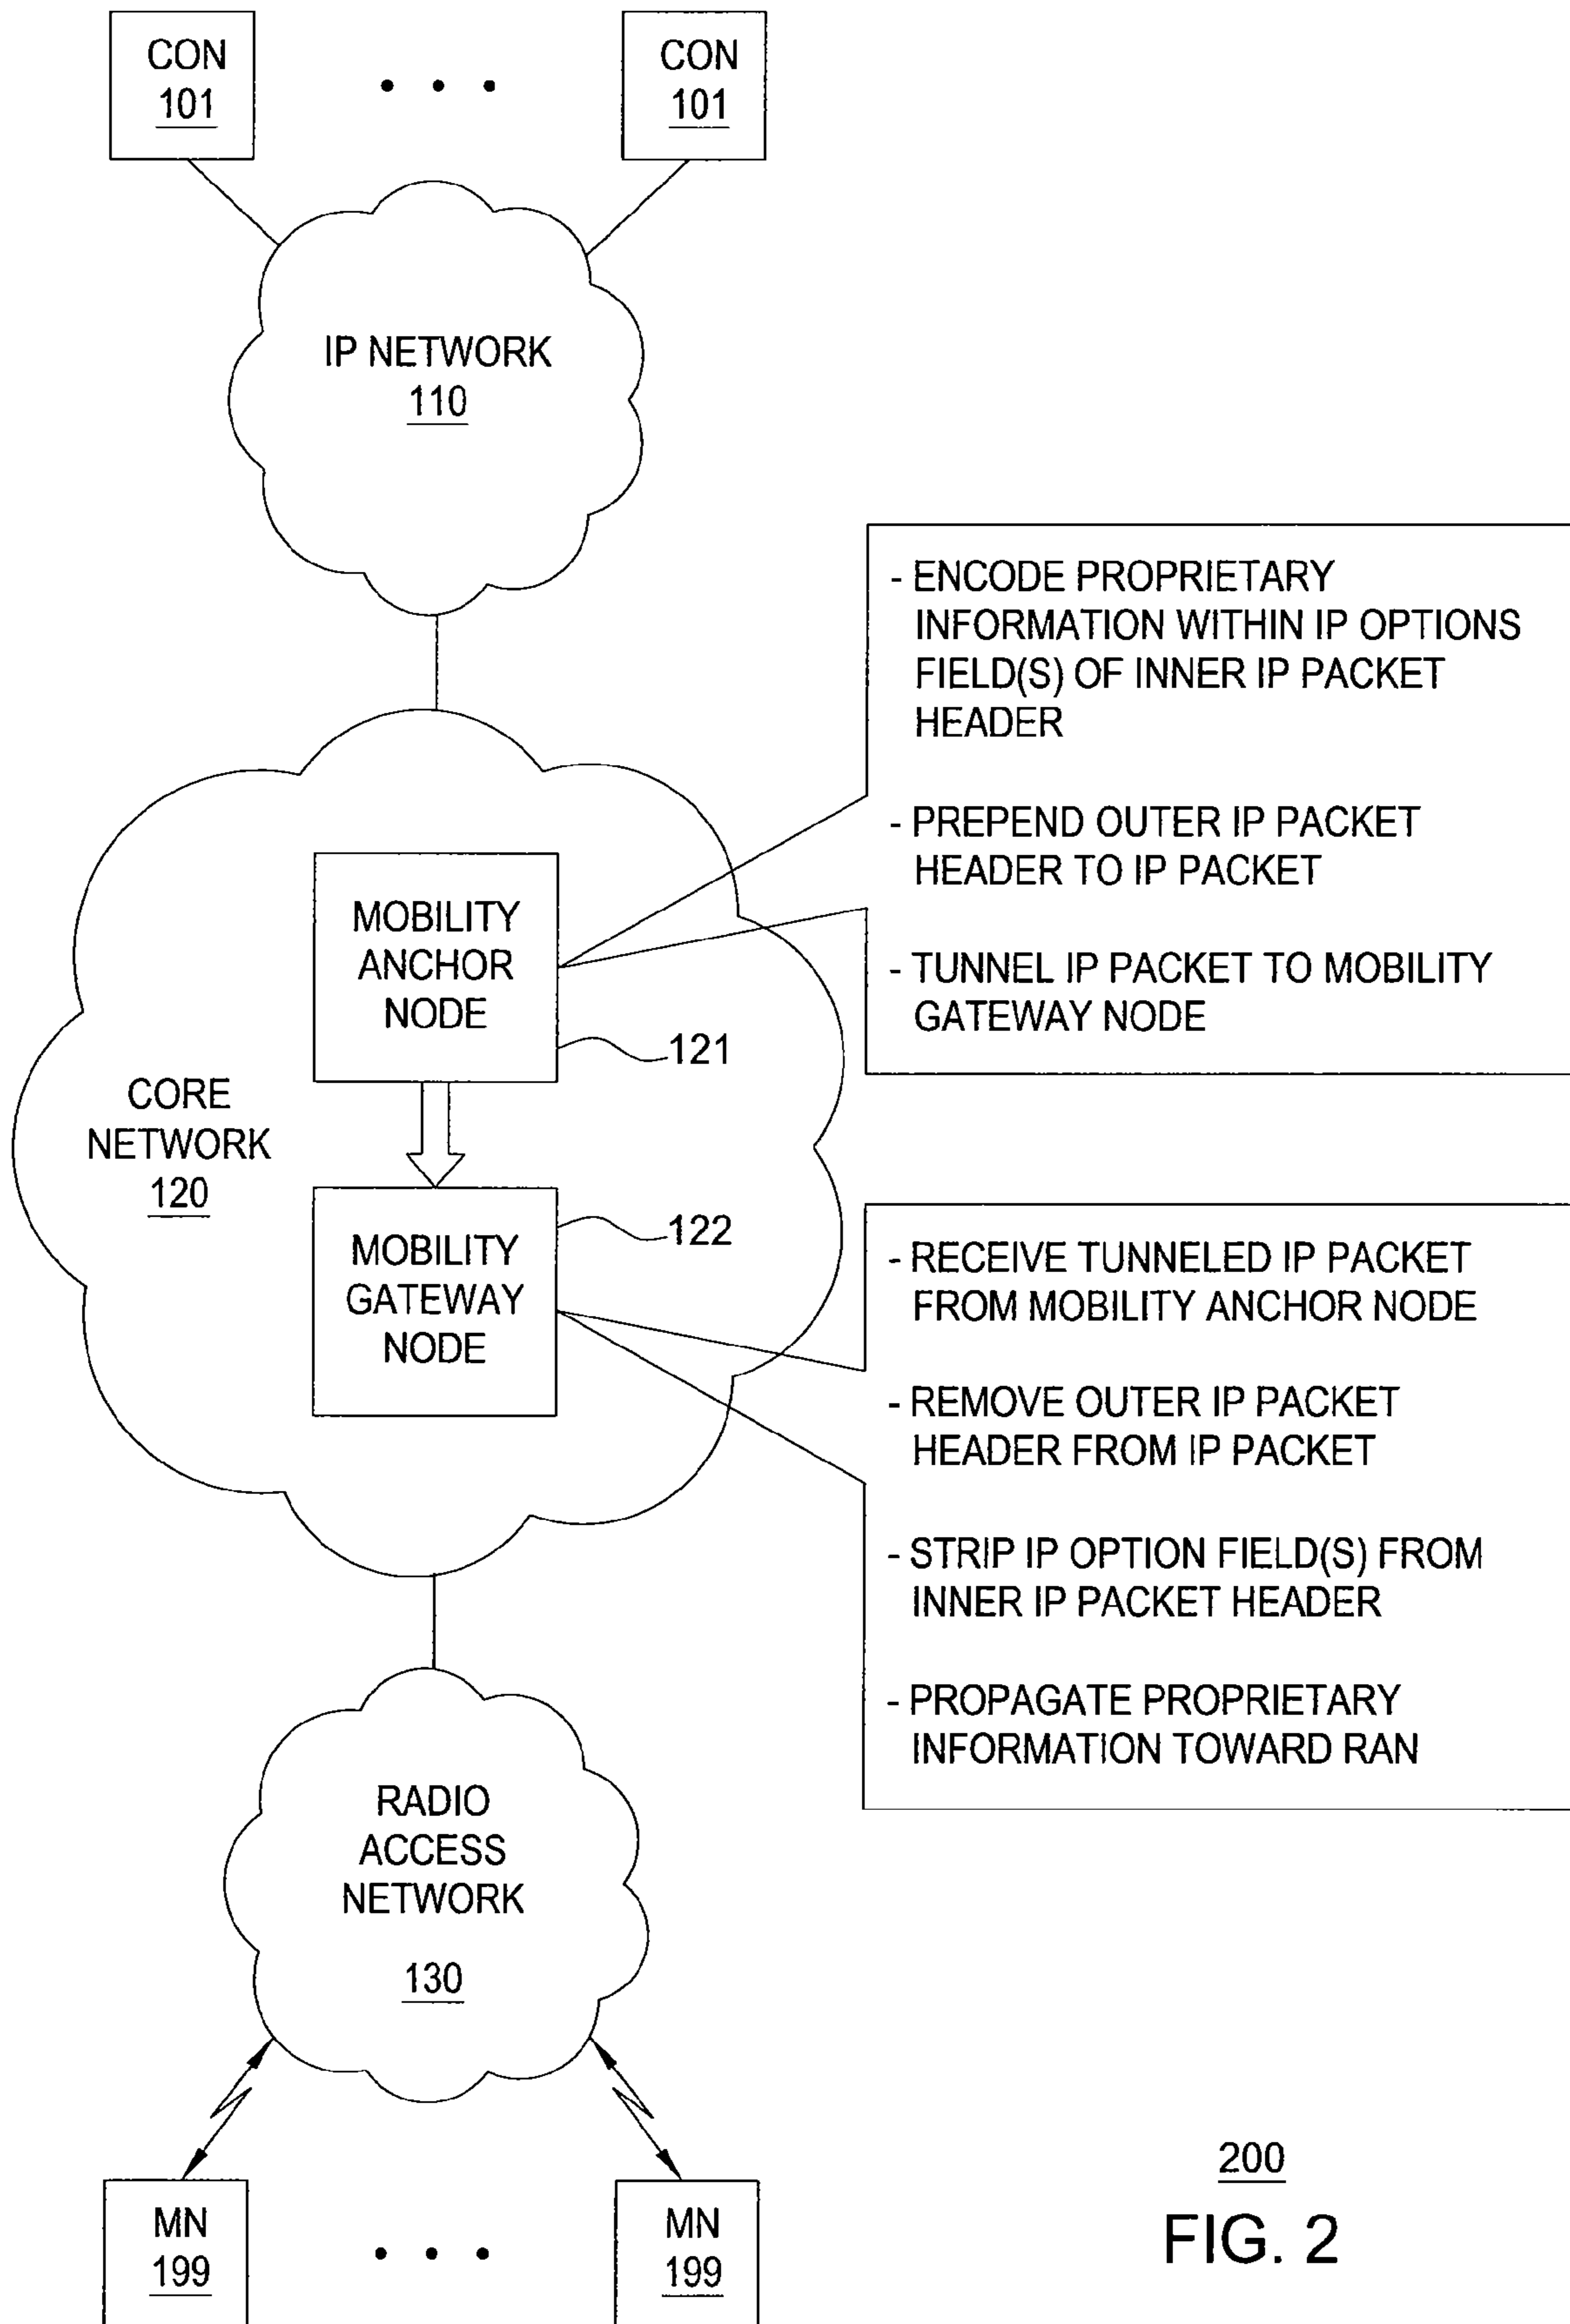 CON
101
CON
101
IP NETWORK
110
- ENCODE PROPRIETARY
INFORMATION WITHIN IP OPTIONS
FIELD(S) OF INNER IP PACKET
HEADER
- PREPEND OUTER IP PACKET
HEADER TO IP PACKET
- TUNNEL IP PACKET TO MOBILITY
GATEWAY NODE
MOBILITY
ANCHOR
NODE
121
CORE
NETWORK
120
122
MOBILITY
GATEWAY
NODE
- RECEIVE TUNNELED IP PACKET
FROM MOBILITY ANCHOR NODE
- REMOVE OUTER IP PACKET
HEADER FROM IP PACKET
- STRIP IP OPTION FIELD(S) FROM
INNER IP PACKET HEADER
- PROPAGATE PROPRIETARY
INFORMATION TOWARD RAN
RADIO
ACCESS
NETWORK
130
MN
199
MN
199
200
FIG. 2